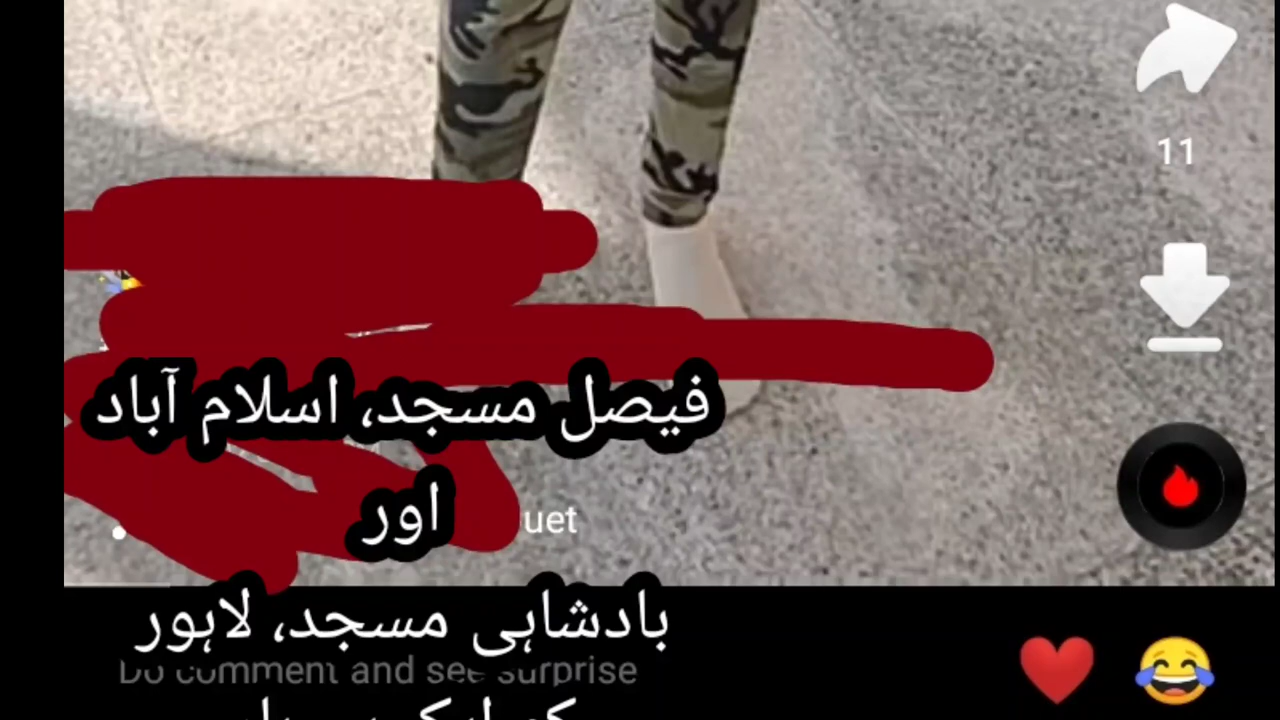 11
فیصل مسجد، اسلام آباد
اور
uet
بادشاہی مسجد، لاہور
Do comment and see surprise